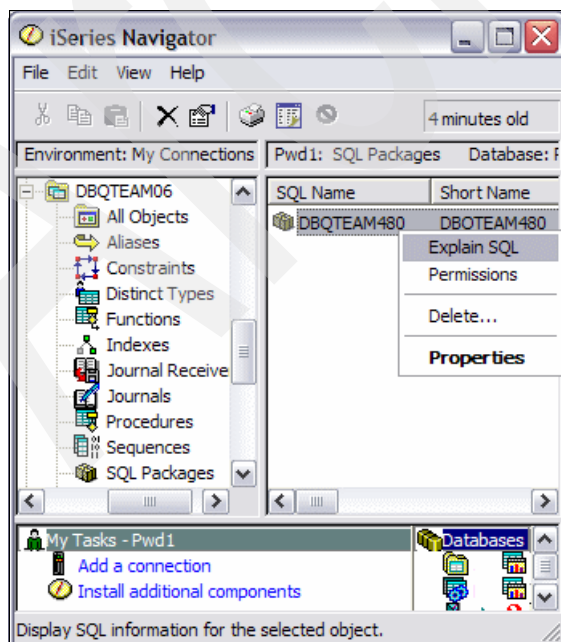 iSeries Navigator
File Edit View Help
4 minutes old
Environment: My Connections
Pwd1: SQL Packages Database:
DBQTEAM06
All Objects
Aliases
Constraints
Distinct Types
Functions
Indexes
Journal Receive
Journals
Procedures
Sequences
SQL Packages
SQL Name Short Name
DBQTEAM480 DBQTEAM480
Explain SQL
Permissions
Delete...
Properties
My Tasks - Pwd1
Add a connection
Install additional components
Databases
Display SQL information for the selected object.